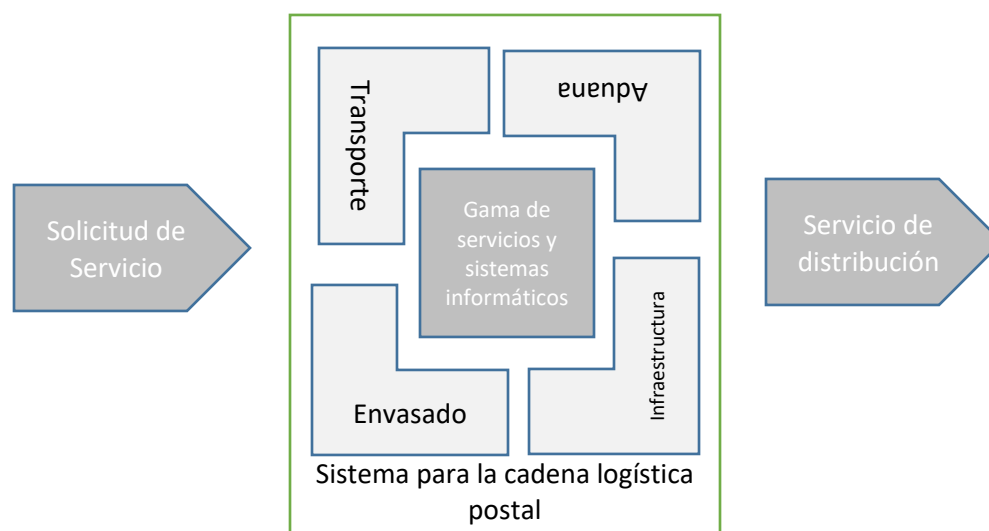 Solicitud de
Servicio
Transporte
Aduana
Gama de
servicios y
sistemas
informáticos
Envasado
Infraestructura
Sistema para la cadena logística
postal
Servicio de
distribución